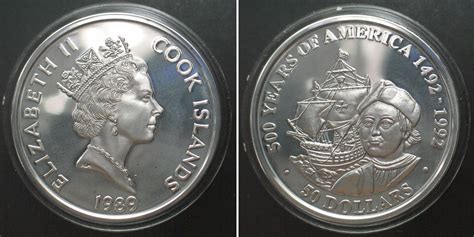 ELIZABETH II
COOK ISLANDS
1989
500 YEARS OF AMERICA 1492-1992
· 50 DOLLARS ·